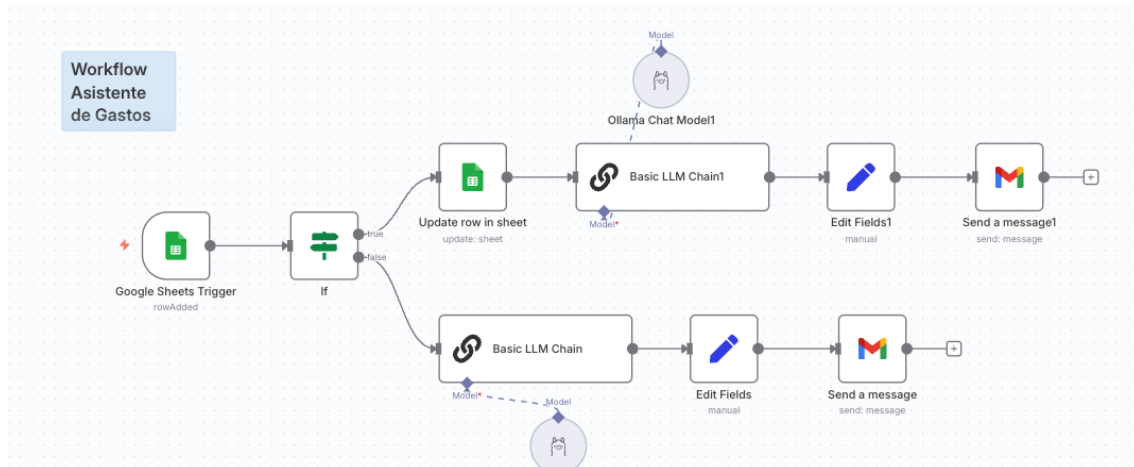 Workflow
Asistente
de Gastos
Model
Ollama Chat Model1
Basic LLM Chain1
Model*
Update row in sheet
update: sheet
Edit Fields1
manual
Send a message1
send: message
true
false
Google Sheets Trigger
rowAdded
If
Basic LLM Chain
Model*
Model
Edit Fields
manual
Send a message
send: message